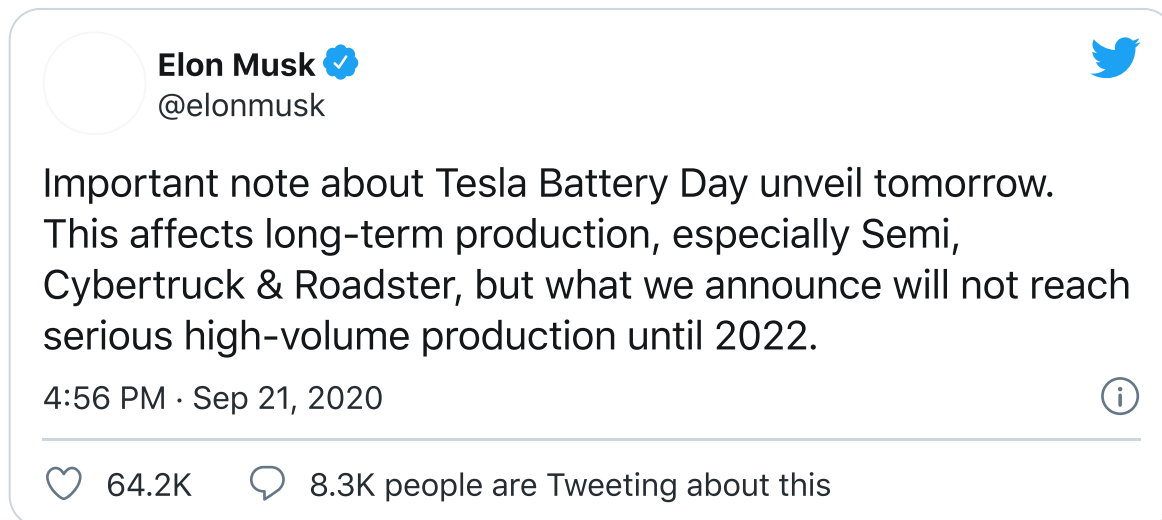 Elon Musk
@elonmusk
Important note about Tesla Battery Day unveil tomorrow.
This affects long-term production, especially Semi,
Cybertruck & Roadster, but what we announce will not reach
serious high-volume production until 2022.
4:56 PM · Sep 21, 2020
64.2K 8.3K people are Tweeting about this